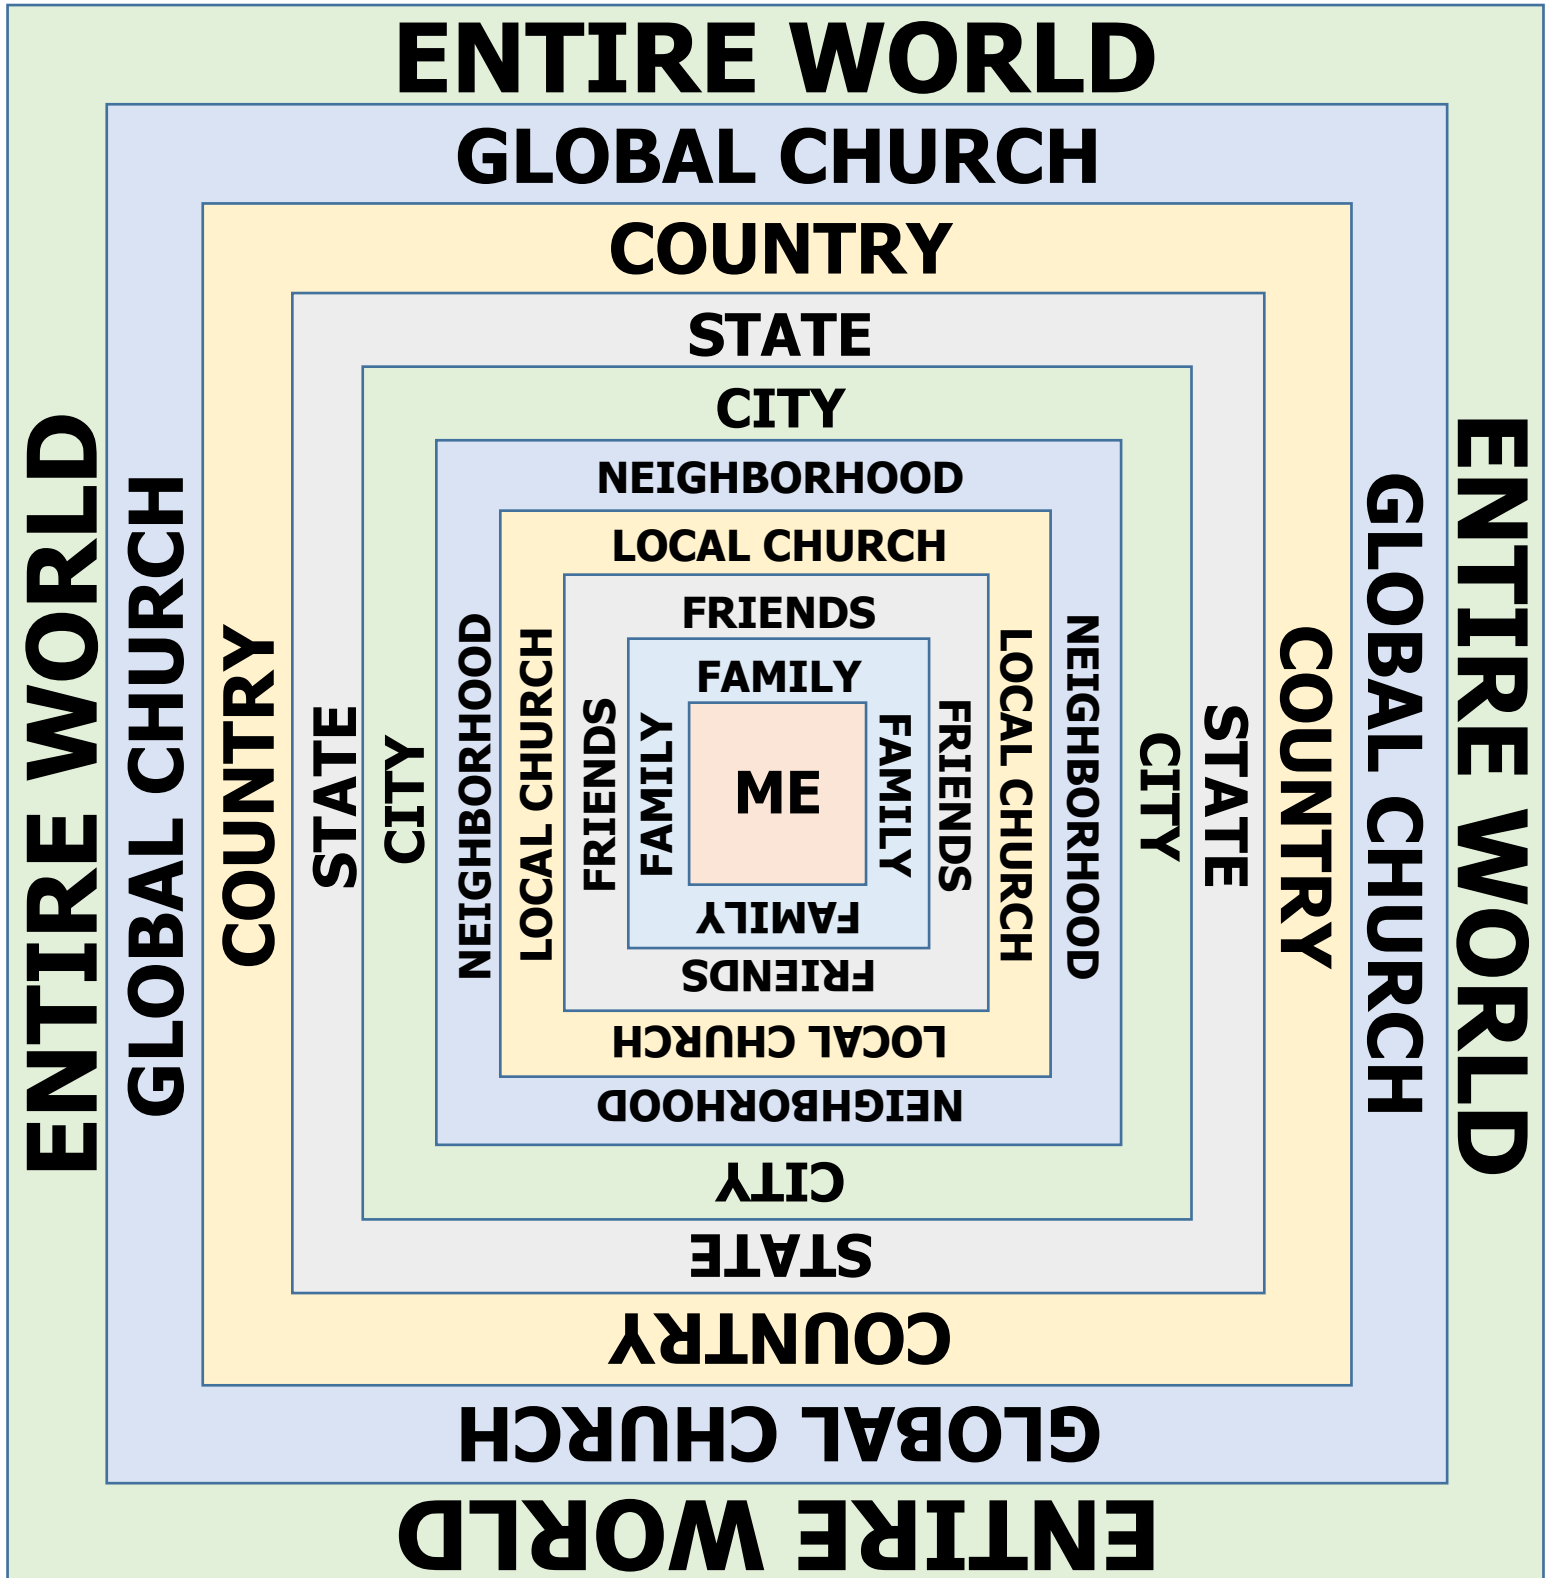 ENTIRE WORLD
GLOBAL CHURCH
COUNTRY
STATE
CITY
NEIGHBORHOOD
LOCAL CHURCH
FRIENDS
FAMILY
ENTIRE WORLD
GLOBAL CHURCH
COUNTRY
STATE
CITY
NEIGHBORHOOD
LOCAL CHURCH
FRIENDS
FAMILY
ME
FAMILY
FRIENDS
LOCAL CHURCH
NEIGHBORHOOD
CITY
STATE
COUNTRY
GLOBAL CHURCH
ENTIRE WORLD
FAMILY
FRIENDS
LOCAL CHURCH
NEIGHBORHOOD
CITY
STATE
COUNTRY
GLOBAL CHURCH
ENTIRE WORLD